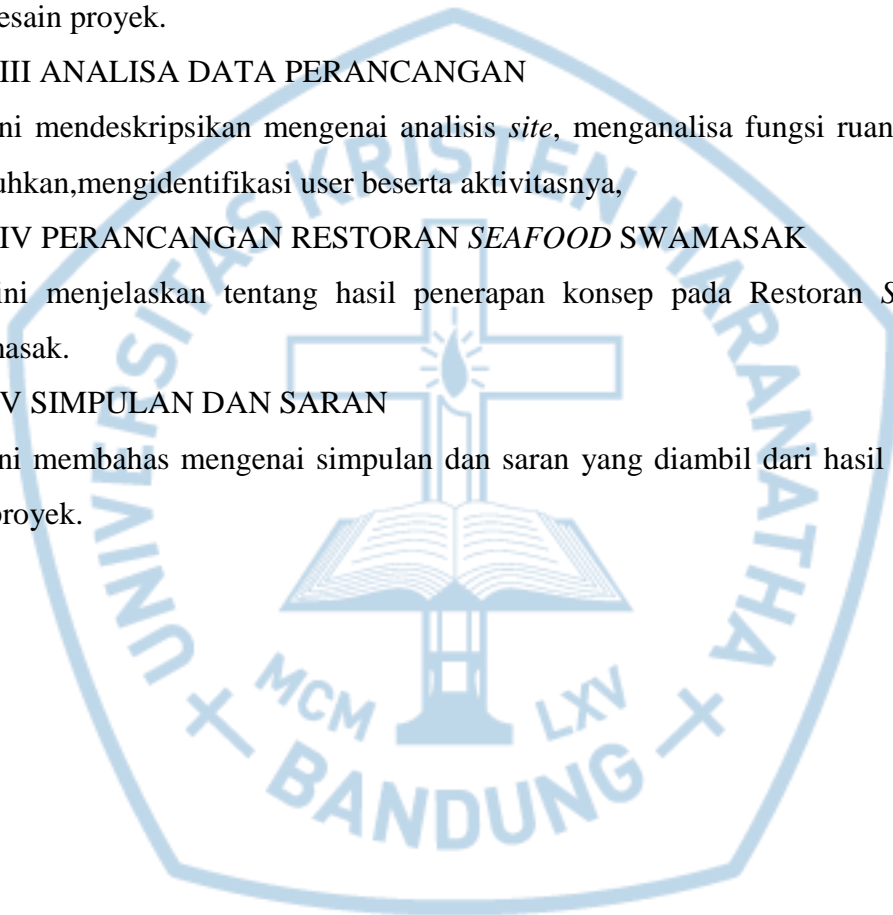 esain proyek.
III ANALISA DATA PERANCANGAN
ni mendeskripsikan mengenai analisis site, menganalisa fungsi ruan
uhkan,mengidentifikasi user beserta aktivitasnya,
IV PERANCANGAN RESTORAN SEAFOOD SWAMASAK
ini menjelaskan tentang hasil penerapan konsep pada Restoran S
nasak.
V SIMPULAN DAN SARAN
ni membahas mengenai simpulan dan saran yang diambil dari hasil
proyek.
UNIVERSITAS KRISTEN MARANATHA
MCM LXV
BANDUNG